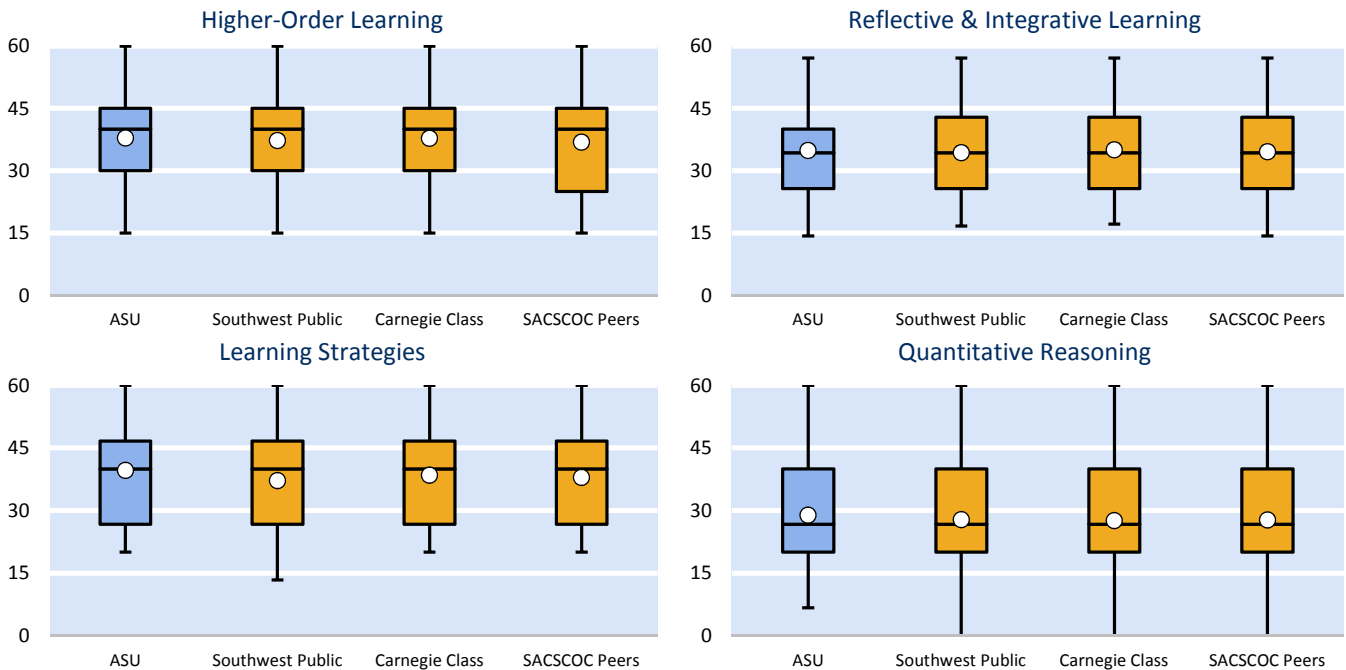 Higher-Order Learning
60
45
30
15
0
ASU Southwest Public Carnegie Class SACSCOC Peers
Reflective & Integrative Learning
60
45
30
15
0
ASU Southwest Public Carnegie Class SACSCOC Peers
Learning Strategies
60
45
30
15
0
ASU Southwest Public Carnegie Class SACSCOC Peers
Quantitative Reasoning
60
45
30
15
0
ASU Southwest Public Carnegie Class SACSCOC Peers